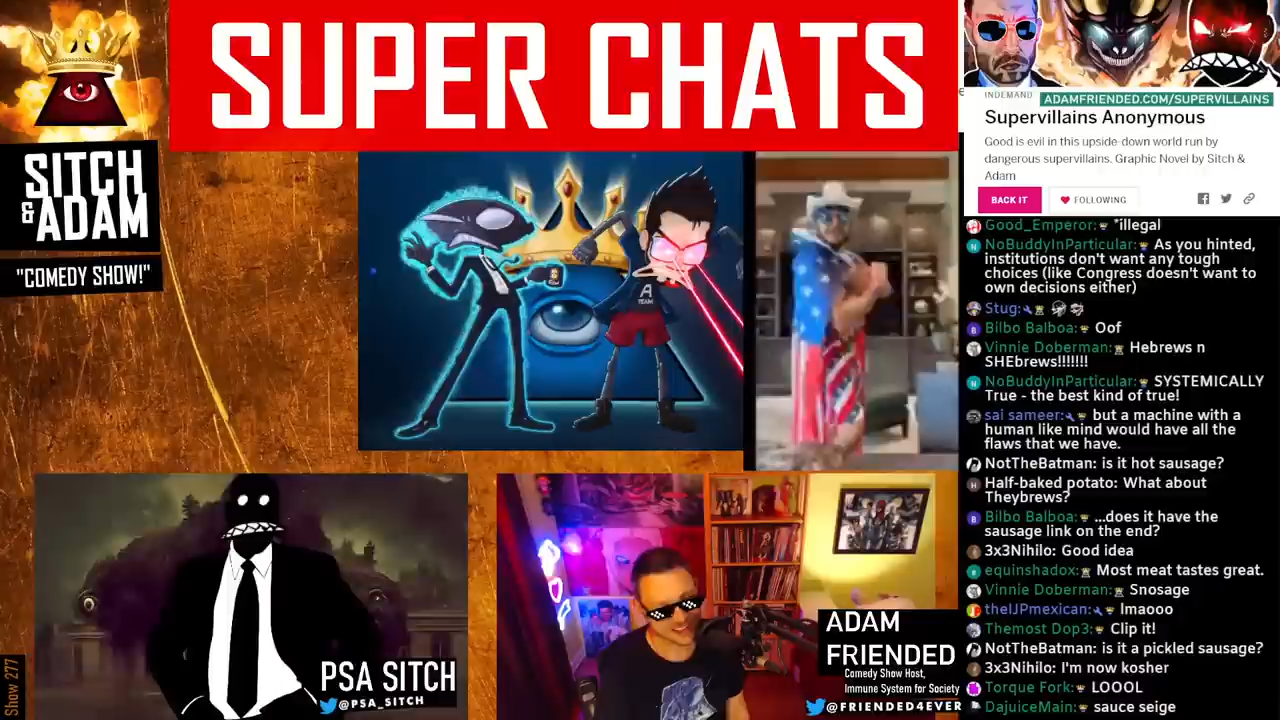 SUPER CHATS
SITCH
& ADAM
"COMEDY SHOW!"
A
TEAM
PSA SITCH
@PSA_SITCH
ADAM
FRIENDED
Comedy Show Host,
Immune System for Society
@FRIENDED4EVER
Show 277
INDEMAND
ADAMFRIENDED.COM/SUPERVILLAINS
Supervillains Anonymous
Good is evil in this upside-down world run by
dangerous supervillains. Graphic Novel by Sitch &
Adam
BACK IT
FOLLOWING
Good_Emperor: *illegal
NoBuddyInParticular: As you hinted,
institutions don't want any tough
choices (like Congress doesn't want to
own decisions either)
Stug:
Bilbo Balboa: Oof
Vinnie Doberman: Hebrews n
SHEbrews!!!!!!!
NoBuddyInParticular: SYSTEMICALLY
True - the best kind of true!
sai sameer: but a machine with a
human like mind would have all the
flaws that we have.
NotTheBatman: is it hot sausage?
Half-baked potato: What about
Theybrews?
Bilbo Balboa: ...does it have the
sausage link on the end?
3x3Nihilo: Good idea
equinshadox: Most meat tastes great.
Vinnie Doberman: Snosage
theIJPmexican: lmaooo
Themost Dop3: Clip it!
NotTheBatman: is it a pickled sausage?
3x3Nihilo: I'm now kosher
Torque Fork: LOOOL
DajuiceMain: sauce seige